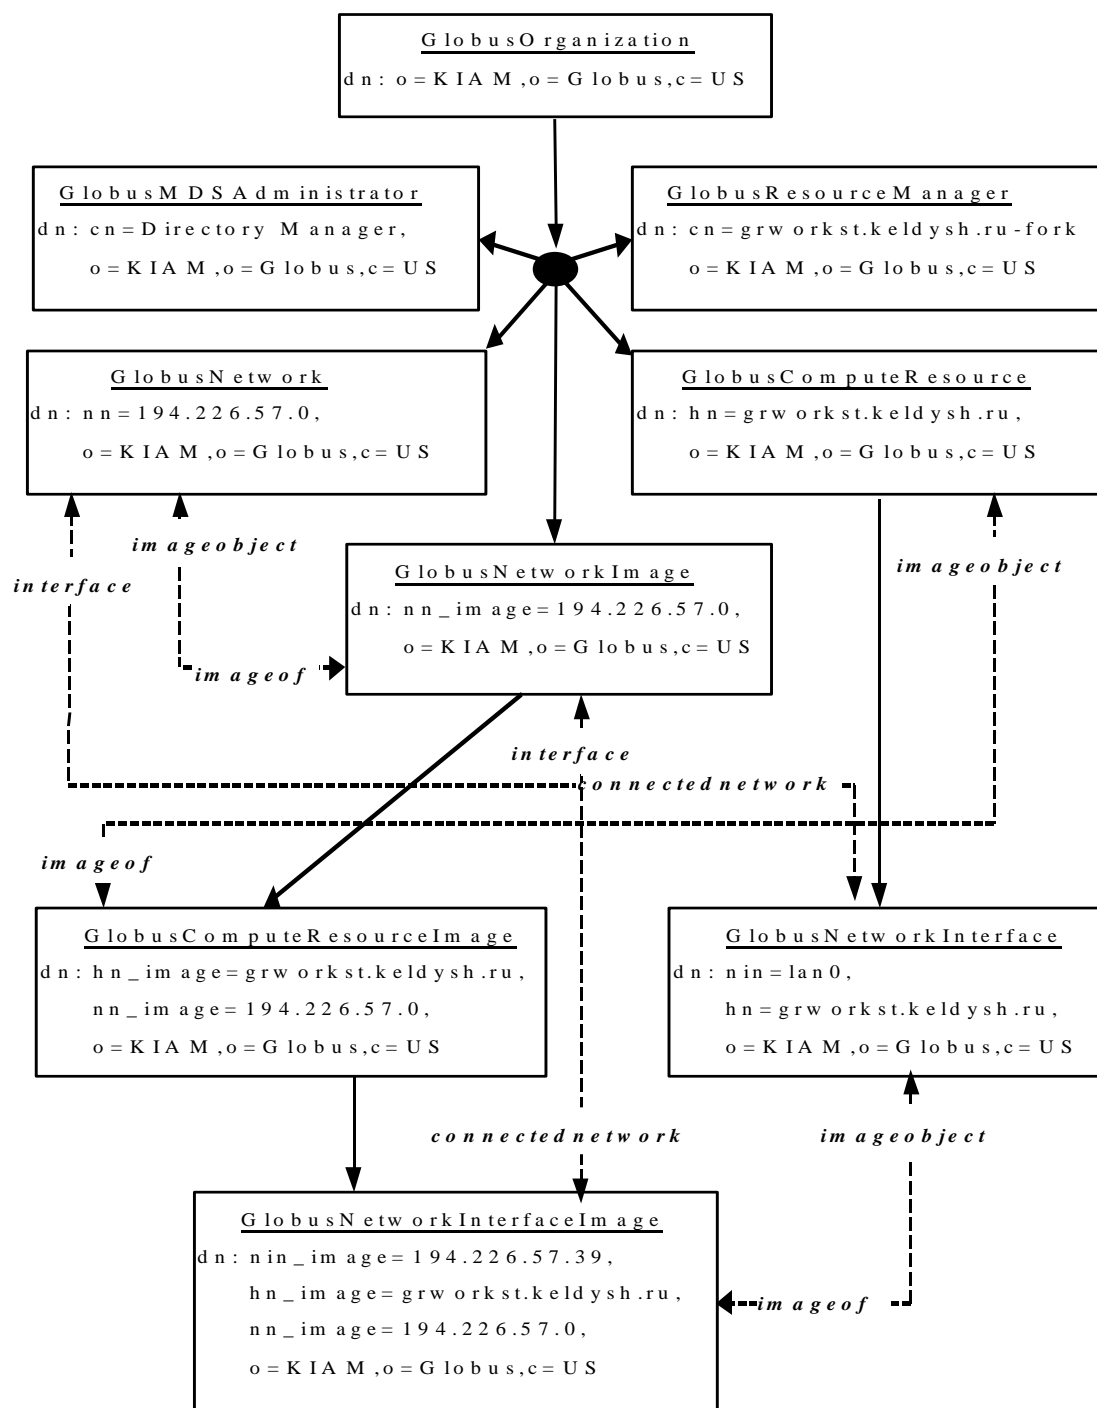 GlobusOrganization
dn: o=KIAM,o=Globus,c=US
GlobusMDSAdministrator
dn: cn=Directory Manager,
o=KIAM,o=Globus,c=US
GlobusResourceManager
dn: cn=grworkst.keldysh.ru-fork
o=KIAM,o=Globus,c=US
GlobusNetwork
dn: nn=194.226.57.0,
o=KIAM,o=Globus,c=US
GlobusComputeResource
dn: hn=grworkst.keldysh.ru,
o=KIAM,o=Globus,c=US
imageobject
interface
imageobject
GlobusNetworkImage
dn: nn_image=194.226.57.0,
o=KIAM,o=Globus,c=US
imageof
interface
connectednetwork
imageof
GlobusComputeResourceImage
dn: hn_image=grworkst.keldysh.ru,
nn_image=194.226.57.0,
o=KIAM,o=Globus,c=US
GlobusNetworkInterface
dn: nin=lan0,
hn=grworkst.keldysh.ru,
o=KIAM,o=Globus,c=US
connectednetwork
imageobject
GlobusNetworkInterfaceImage
dn: nin_image=194.226.57.39,
hn_image=grworkst.keldysh.ru,
nn_image=194.226.57.0,
o=KIAM,o=Globus,c=US
imageof